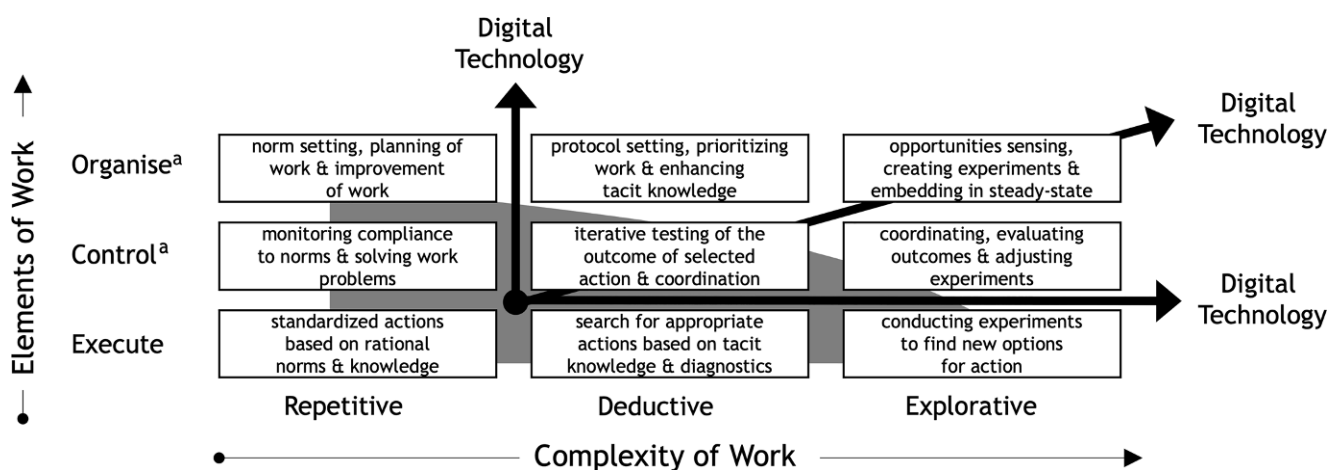 Digital
Technology
Digital
Technology
Elements of Work
Organiseᵃ
norm setting, planning of
work & improvement
of work
protocol setting, prioritizing
work & enhancing
tacit knowledge
opportunities sensing,
creating experiments &
embedding in steady-state
Controlᵃ
monitoring compliance
to norms & solving work
problems
iterative testing of the
outcome of selected
action & coordination
coordinating, evaluating
outcomes & adjusting
experiments
Digital
Technology
Execute
standardized actions
based on rational
norms & knowledge
search for appropriate
actions based on tacit
knowledge & diagnostics
conducting experiments
to find new options
for action
Repetitive
Deductive
Explorative
Complexity of Work